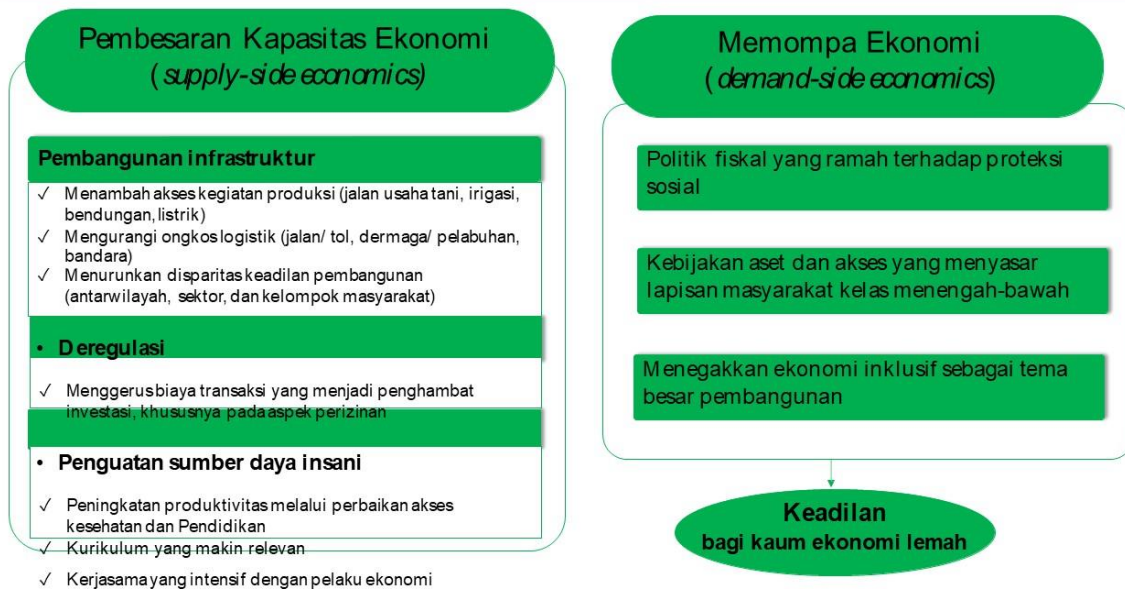 Pembesaran Kapasitas Ekonomi
(supply-side economics)
Pembangunan infrastruktur
✓ Menambah akses kegiatan produksi (jalan usaha tani, irigasi,
bendungan, listrik)
✓ Mengurangi ongkos logistik (jalan/ tol, dermaga/ pelabuhan,
bandara)
✓ Menurunkan disparitas keadilan pembangunan
(antarwilayah, sektor, dan kelompok masyarakat)
• Deregulasi
✓ Menggerus biaya transaksi yang menjadi penghambat
investasi, khususnya pada aspek perizinan
• Penguatan sumber daya insani
✓ Peningkatan produktivitas melalui perbaikan akses
kesehatan dan Pendidikan
✓ Kurikulum yang makin relevan
✓ Kerjasama yang intensif dengan pelaku ekonomi
Memompa Ekonomi
(demand-side economics)
Politik fiskal yang ramah terhadap proteksi
sosial
Kebijakan aset dan akses yang menyasar
lapisan masyarakat kelas menengah-bawah
Menegakkan ekonomi inklusif sebagai tema
besar pembangunan
Keadilan
bagi kaum ekonomi lemah